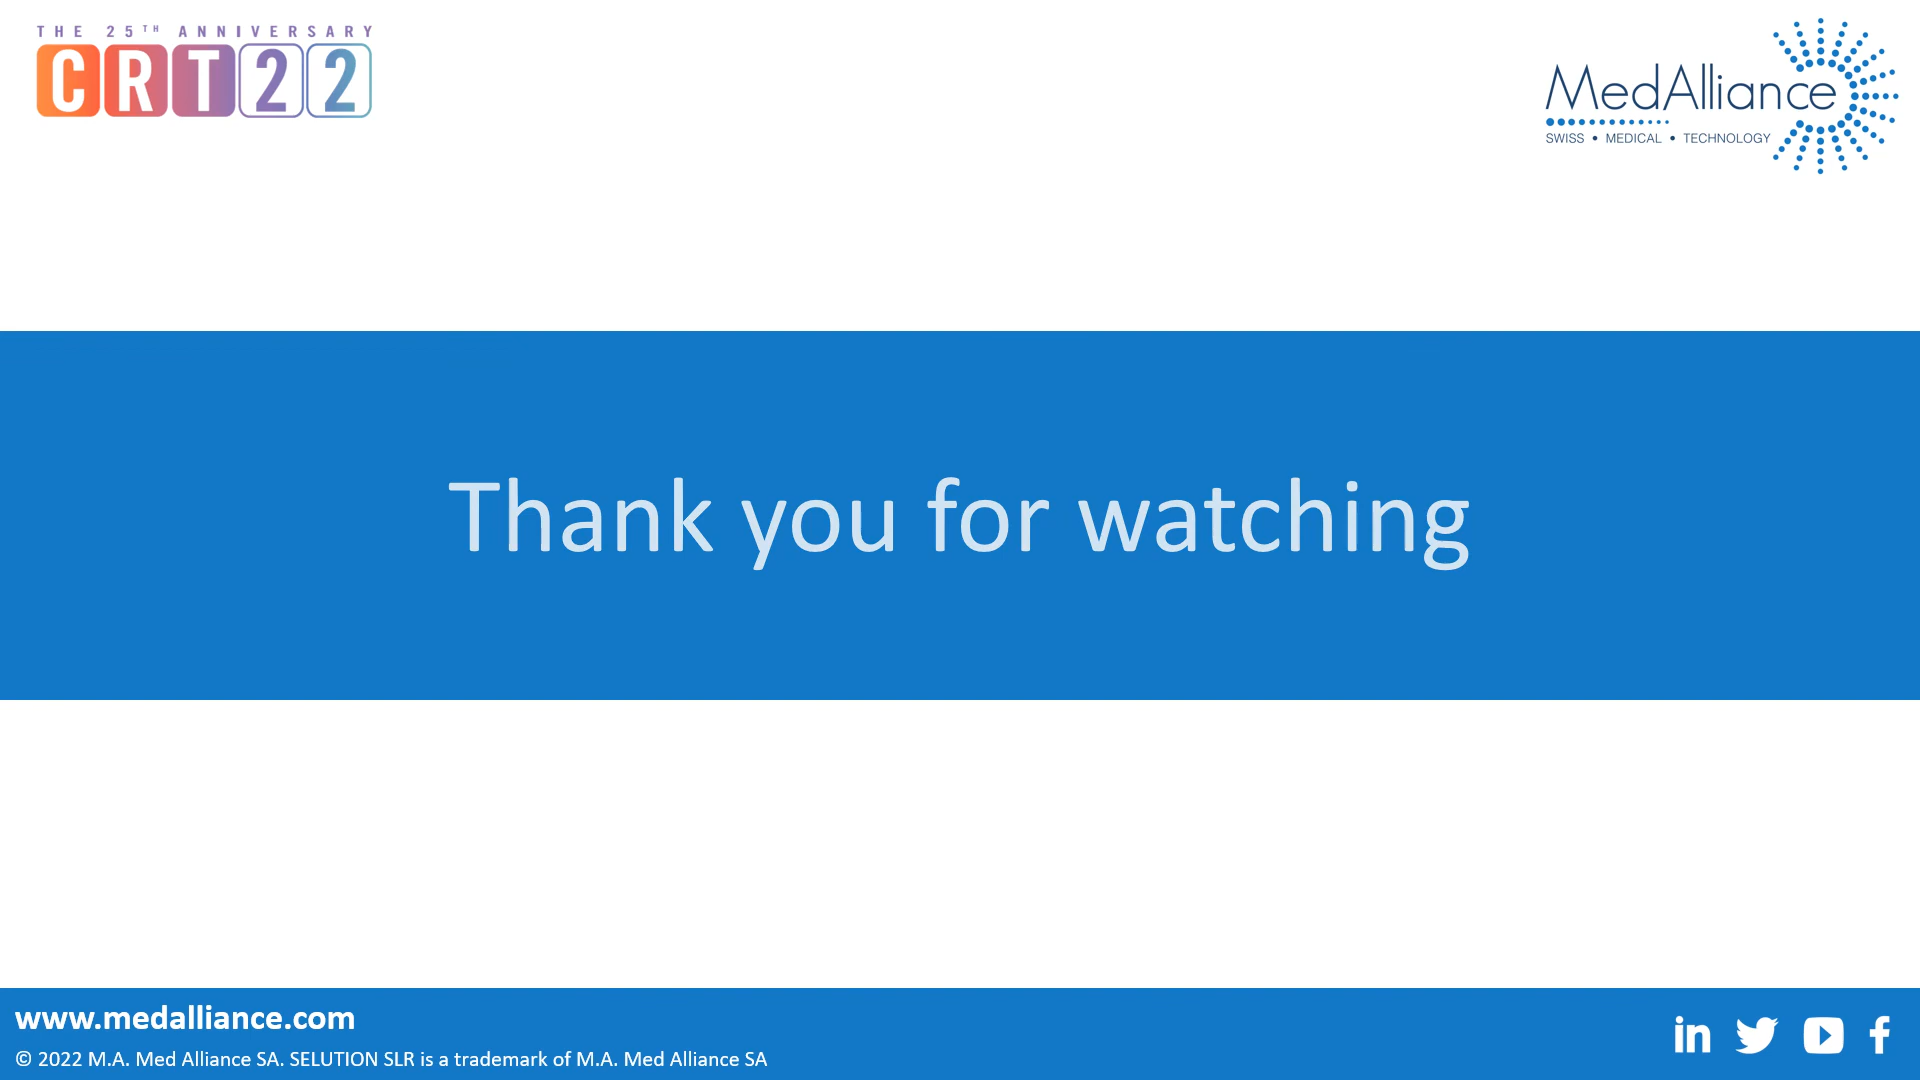 THE 25TH ANNIVERSARY
CRT22
MedAlliance
SWISS • MEDICAL • TECHNOLOGY
Thank you for watching
www.medalliance.com
© 2022 M.A. Med Alliance SA. SELUTION SLR is a trademark of M.A. Med Alliance SA